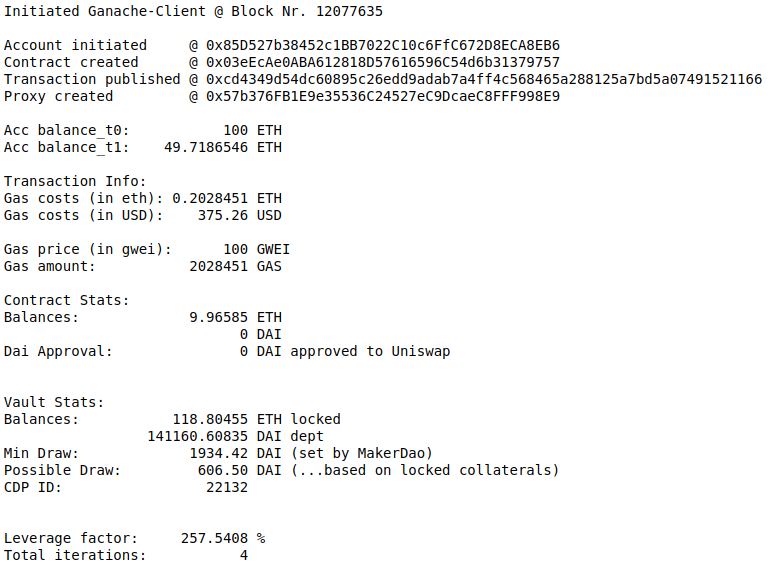 Initiated Ganache-Client @ Block Nr. 12077635
Account initiated @ 0x85D527b38452c1BB7022C10c6FfC672D8ECA8EB6
Contract created @ 0x03eEcAe0ABA612818D57616596C54d6b31379757
Transaction published @ 0xcd4349d54dc60895c26edd9adab7a4ff4c568465a288125a7bd5a07491521166
Proxy created @ 0x57b376FB1E9e35536C24527eC9DcaeC8FFF998E9
Acc balance_t0: 100 ETH
Acc balance_t1: 49.7186546 ETH
Transaction Info:
Gas costs (in eth): 0.2028451 ETH
Gas costs (in USD): 375.26 USD
Gas price (in gwei): 100 GWEI
Gas amount: 2028451 GAS
Contract Stats:
Balances: 9.96585 ETH
0 DAI
Dai Approval: 0 DAI approved to Uniswap
Vault Stats:
Balances: 118.80455 ETH locked
141160.60835 DAI dept
Min Draw: 1934.42 DAI (set by MakerDao)
Possible Draw: 606.50 DAI (...based on locked collaterals)
CDP ID: 22132
Leverage factor: 257.5408 %
Total iterations: 4